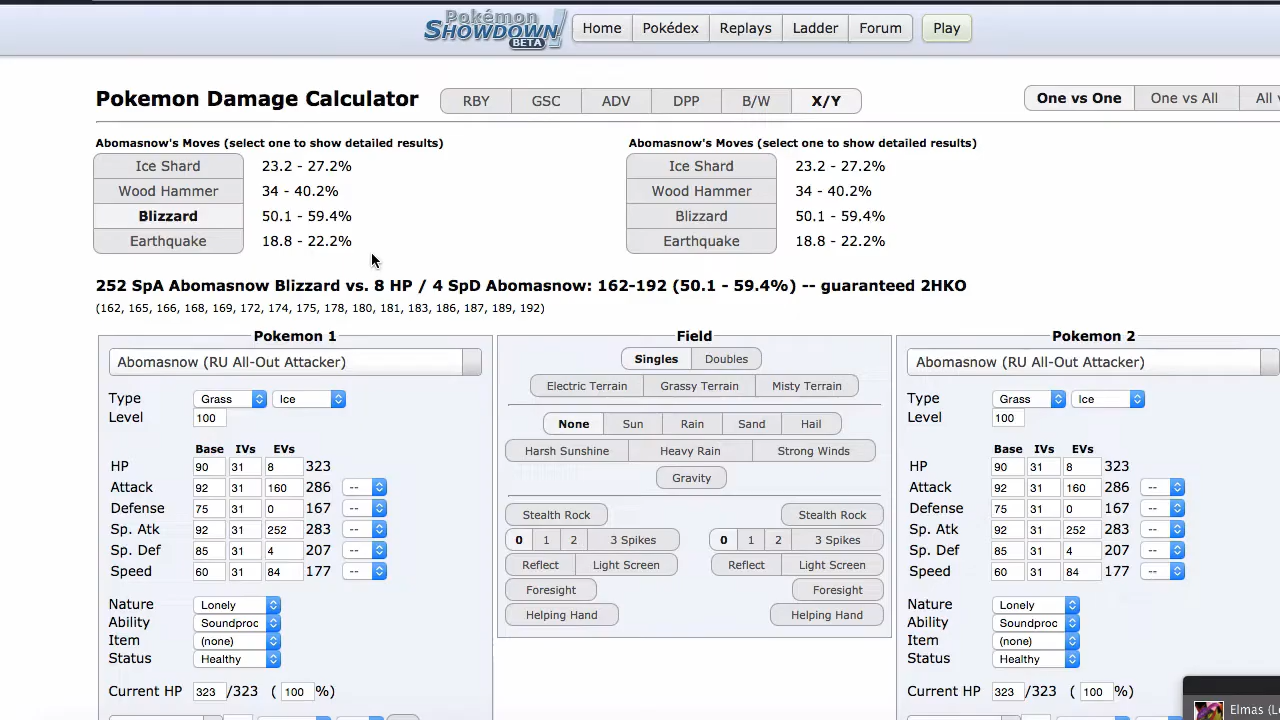 Pokémon
SHOWDOWN!
BETA
Home Pokédex Replays Ladder Forum Play
Pokemon Damage Calculator RBY GSC ADV DPP B/W X/Y One vs One One vs All All v
Abomasnow's Moves (select one to show detailed results) Abomasnow's Moves (select one to show detailed results)
Ice Shard 23.2 - 27.2% Ice Shard 23.2 - 27.2%
Wood Hammer 34 - 40.2% Wood Hammer 34 - 40.2%
Blizzard 50.1 - 59.4% Blizzard 50.1 - 59.4%
Earthquake 18.8 - 22.2% Earthquake 18.8 - 22.2%
252 SpA Abomasnow Blizzard vs. 8 HP / 4 SpD Abomasnow: 162-192 (50.1 - 59.4%) -- guaranteed 2HKO
(162, 165, 166, 168, 169, 172, 174, 175, 178, 180, 181, 183, 186, 187, 189, 192)
Pokemon 1
Abomasnow (RU All-Out Attacker)
Type Grass Ice
Level 100
Base IVs EVs
HP 90 31 8 323
Attack 92 31 160 286 --
Defense 75 31 0 167 --
Sp. Atk 92 31 252 283 --
Sp. Def 85 31 4 207 --
Speed 60 31 84 177 --
Nature Lonely
Ability Soundproo
Item (none)
Status Healthy
Current HP 323 /323 ( 100 %)
Field
Singles Doubles
Electric Terrain Grassy Terrain Misty Terrain
None Sun Rain Sand Hail
Harsh Sunshine Heavy Rain Strong Winds
Gravity
Stealth Rock Stealth Rock
0 1 2 3 Spikes 0 1 2 3 Spikes
Reflect Light Screen Reflect Light Screen
Foresight Foresight
Helping Hand Helping Hand
Pokemon 2
Abomasnow (RU All-Out Attacker)
Type Grass Ice
Level 100
Base IVs EVs
HP 90 31 8 323
Attack 92 31 160 286 --
Defense 75 31 0 167 --
Sp. Atk 92 31 252 283 --
Sp. Def 85 31 4 207 --
Speed 60 31 84 177 --
Nature Lonely
Ability Soundproo
Item (none)
Status Healthy
Current HP 323 /323 ( 100 %)
Elmas (L